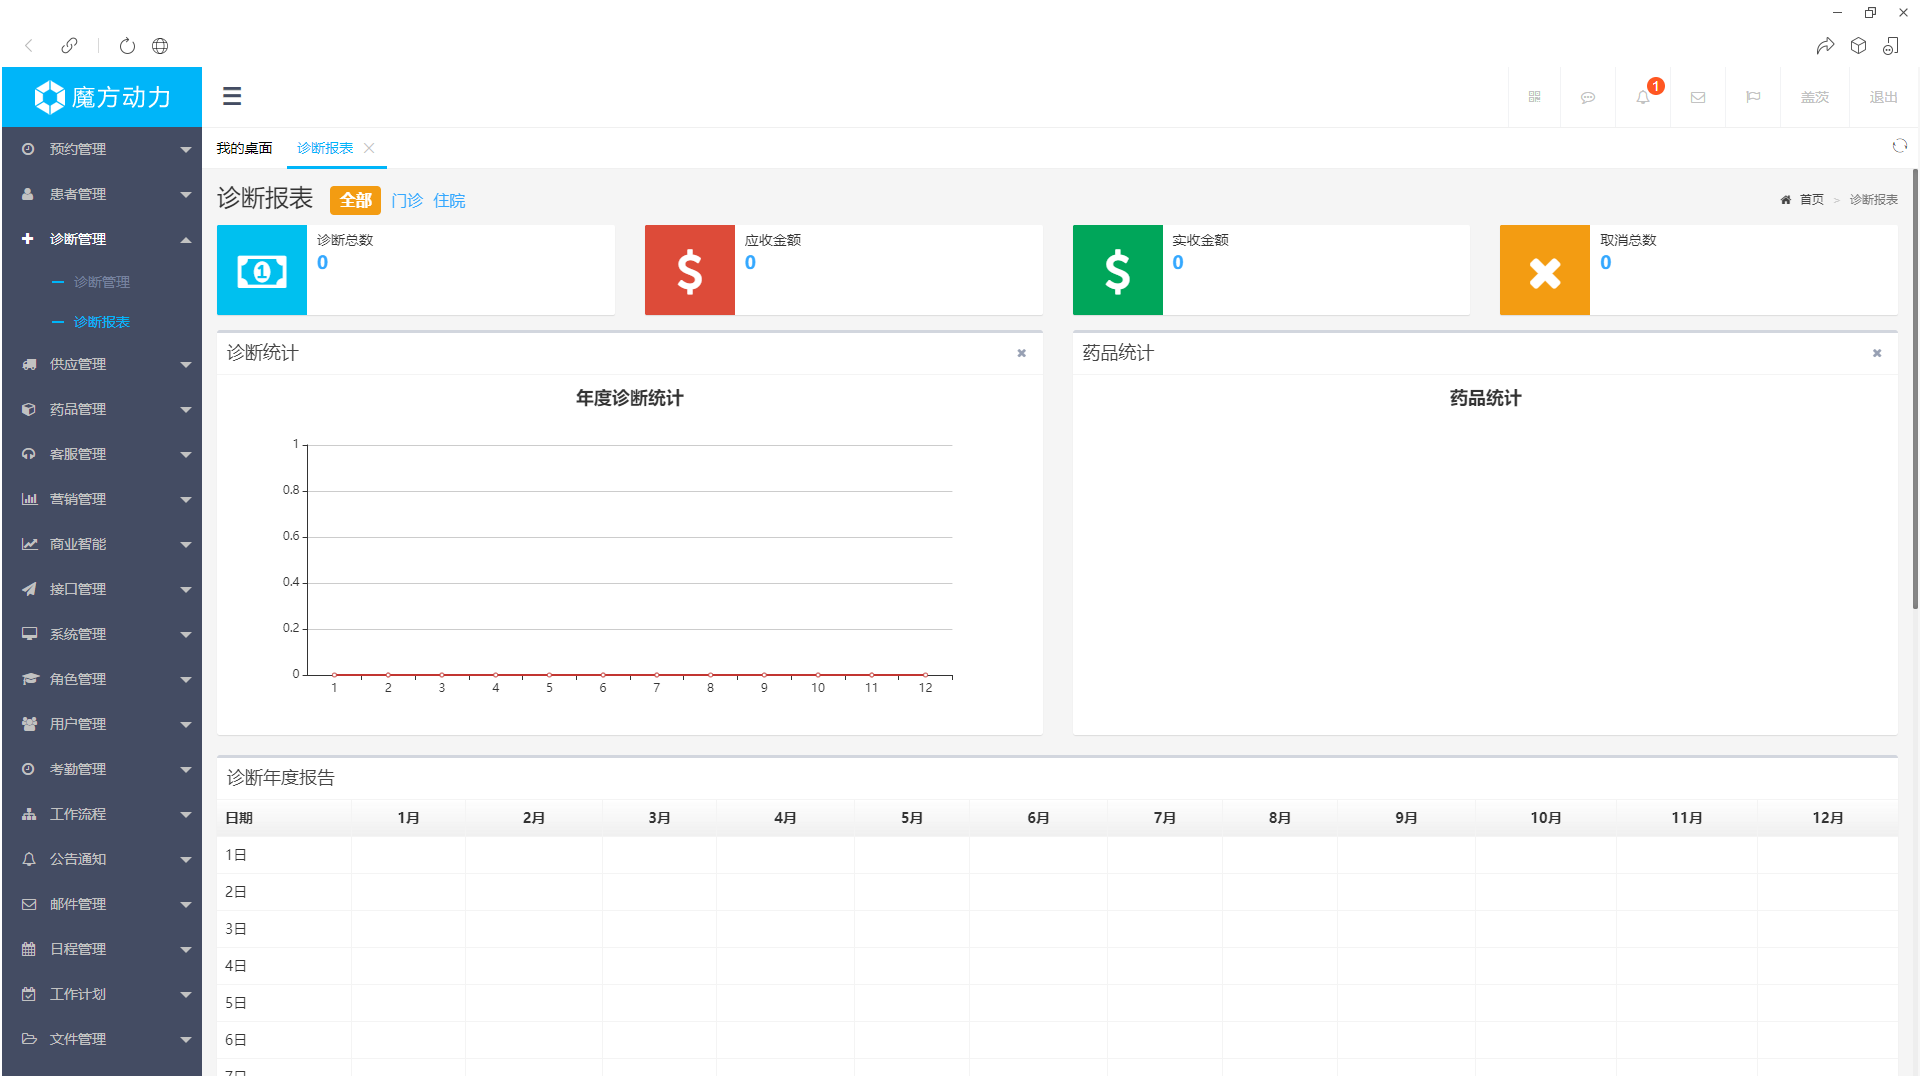 魔方动力
1
盖茨
退出
预约管理
患者管理
诊断管理
诊断管理
诊断报表
供应管理
药品管理
客服管理
营销管理
商业智能
接口管理
系统管理
角色管理
用户管理
考勤管理
工作流程
公告通知
邮件管理
日程管理
工作计划
文件管理
我的桌面 诊断报表
诊断报表 全部 门诊 住院
首页 > 诊断报表
诊断总数
0
应收金额
0
实收金额
0
取消总数
0
诊断统计
年度诊断统计
1
0.8
0.6
0.4
0.2
0
1 2 3 4 5 6 7 8 9 10 11 12
药品统计
药品统计
诊断年度报告
日期 1月 2月 3月 4月 5月 6月 7月 8月 9月 10月 11月 12月
1日
2日
3日
4日
5日
6日
7日